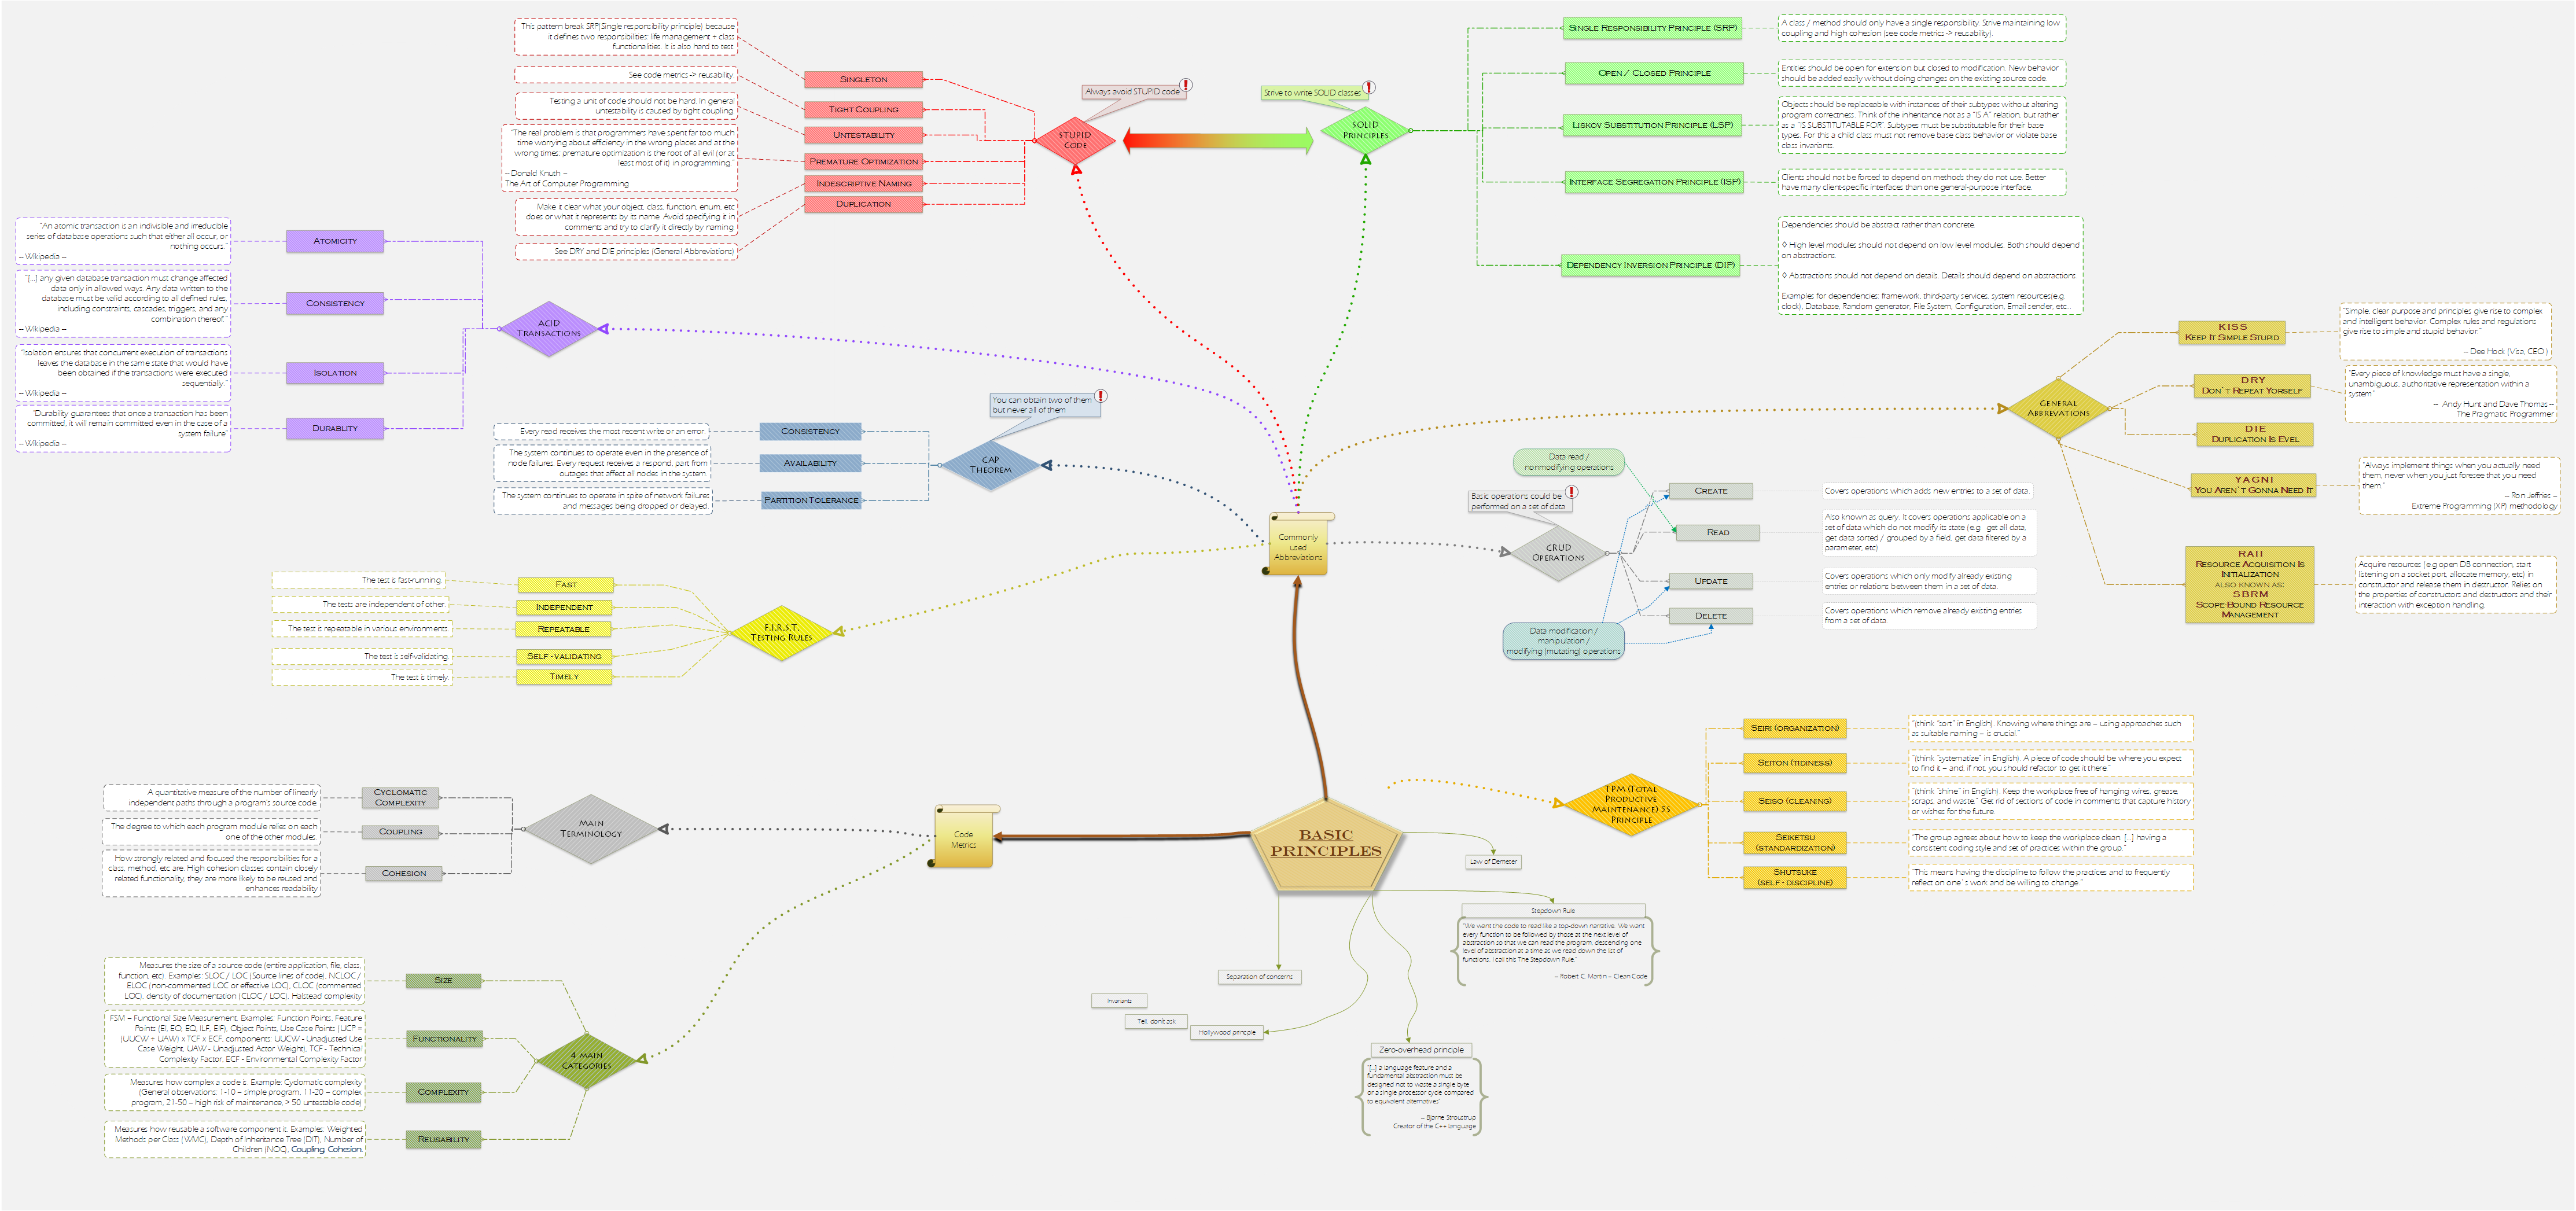 This pattern break SRP(Single responsibility principle) because
it defines two responsibilities: life management + class
functionalities. It is also hard to test.
See code metrics -> reusability.
Testing a unit of code should not be hard. In general
untestability is caused by tight coupling.
"The real problem is that programmers have spent far too much
time worrying about efficiency in the wrong places and at the
wrong times; premature optimization is the root of all evil (or at
least most of it) in programming."
-- Donald Knuth --
The Art of Computer Programming
Make it clear what your object, class, function, enum, etc
does or what it represents by its name. Avoid specifying it in
comments and try to clarify it directly by naming.
See DRY and DIE principles (General Abbreviations)
SINGLETON
TIGHT COUPLING
UNTESTABILITY
PREMATURE OPTIMIZATION
INDESCRIPTIVE NAMING
DUPLICATION
Always avoid STUPID code
STUPID
CODE
Strive to write SOLID classes
SOLID
PRINCIPLES
SINGLE RESPONSIBILITY PRINCIPLE (SRP)
A class / method should only have a single responsibility. Strive maintaining low
coupling and high cohesion (see code metrics -> reusability).
OPEN / CLOSED PRINCIPLE
Entities should be open for extension but closed to modification. New behavior
should be added easily without doing changes on the existing source code.
LISKOV SUBSTITUTION PRINCIPLE (LSP)
Objects should be replaceable with instances of their subtypes without altering
program correctness. Think of the inheritance not as a "IS A" relation, but rather
as a "IS SUBSTITUTABLE FOR". Subtypes must be substitutable for their base
types. For this a child class must not remove base class behavior or violate base
class invariants.
INTERFACE SEGREGATION PRINCIPLE (ISP)
Clients should not be forced to depend on methods they do not use. Better
have many client-specific interfaces than one general-purpose interface.
DEPENDENCY INVERSION PRINCIPLE (DIP)
Dependencies should be abstract rather than concrete.
◊ High level modules should not depend on low level modules. Both should depend
on abstractions.
◊ Abstractions should not depend on details. Details should depend on abstractions.
Examples for dependencies: framework, third-party services, system resources(e.g.
clock), Database, Random generator, File System, Configuration, Email sender, etc...
"An atomic transaction is an indivisible and irreducible
series of database operations such that either all occur, or
nothing occurs."
-- Wikipedia --
ATOMICITY
"[...] any given database transaction must change affected
data only in allowed ways. Any data written to the
database must be valid according to all defined rules,
including constraints, cascades, triggers, and any
combination thereof."
-- Wikipedia --
CONSISTENCY
"Isolation ensures that concurrent execution of transactions
leaves the database in the same state that would have
been obtained if the transactions were executed
sequentially."
-- Wikipedia --
ISOLATION
"Durability guarantees that once a transaction has been
committed, it will remain committed even in the case of a
system failure"
-- Wikipedia --
DURABLITY
ACID
TRANSACTIONS
You can obtain two of them
but never all of them
Every read receives the most recent write or an error.
CONSISTENCY
The system continues to operate even in the presence of
node failures. Every request receives a respond, part from
outages that affect all nodes in the system.
AVAILABILITY
The system continues to operate in spite of network failures
and messages being dropped or delayed.
PARTITION TOLERANCE
CAP
THEOREM
GENERAL
ABBREVATIONS
KISS
KEEP IT SIMPLE STUPID
"Simple, clear purpose and principles give rise to complex
and intelligent behavior. Complex rules and regulations
give rise to simple and stupid behavior."
-- Dee Hock (Visa, CEO )
DRY
DON`T REPEAT YORSELF
"Every piece of knowledge must have a single,
unambiguous, authoritative representation within a
system"
-- Andy Hunt and Dave Thomas --
The Pragmatic Programmer
DIE
DUPLICATION IS EVEL
YAGNI
YOU AREN`T GONNA NEED IT
"Always implement things when you actually need
them, never when you just foresee that you need
them."
-- Ron Jeffries --
Extreme Programming (XP) methodology
RAII
RESOURCE ACQUISITION IS
INITIALIZATION
ALSO KNOWN AS:
SBRM
SCOPE-BOUND RESOURCE
MANAGEMENT
Acquire resources (e.g open DB connection, start
listening on a socket port, allocate memory, etc) in
constructor and release them in destructor. Relies on
the properties of constructors and destructors and their
interaction with exception handling.
Data read /
nonmodifying operations
Basic operations could be
performed on a set of data
CRUD
OPERATIONS
CREATE
Covers operations which adds new entries to a set of data.
READ
Also known as query. It covers operations applicable on a
set of data which do not modify its state (e.g. get all data,
get data sorted / grouped by a field, get data filtered by a
parameter, etc)
UPDATE
Covers operations which only modify already existing
entries or relations between them in a set of data.
DELETE
Covers operations which remove already existing entries
from a set of data.
Data modification /
manipulation /
modifying (mutating) operations
Commonly
used
Abbreviations
The test is fast-running.
FAST
The tests are independent of other.
INDEPENDENT
The test is repeatable in various environments.
REPEATABLE
The test is self-validating.
SELF-VALIDATING
The test is timely.
TIMELY
F.I.R.S.T.
TESTING RULES
TPM (TOTAL
PRODUCTIVE
MAINTENANCE) 5S
PRINCIPLE
SEIRI (ORGANIZATION)
"(think "sort" in English). Knowing where things are – using approaches such
as suitable naming – is crucial."
SEITON (TIDINESS)
"(think "systematize" in English). A piece of code should be where you expect
to find it – and, if not, you should refactor to get it there."
SEISO (CLEANING)
"(think "shine" in English). Keep the workplace free of hanging wires, grease,
scraps, and waste." Get rid of sections of code in comments that capture history
or wishes for the future.
SEIKETSU
(STANDARDIZATION)
"The group agrees about how to keep the workplace clean. [...] having a
consistent coding style and set of practices within the group."
SHUTSUKE
(SELF - DISCIPLINE)
"This means having the discipline to follow the practices and to frequently
reflect on one`s work and be willing to change."
A quantitative measure of the number of linearly
independent paths through a program's source code.
CYCLOMATIC
COMPLEXITY
The degree to which each program module relies on each
one of the other modules.
COUPLING
How strongly related and focused the responsibilities for a
class, method, etc are. High cohesion classes contain closely
related functionality, they are more likely to be reused and
enhances readability.
COHESION
MAIN
TERMINOLOGY
Code
Metrics
BASIC
PRINCIPLES
Law of Demeter
Stepdown Rule
"We want the code to read like a top-down narrative. We want
every function to be followed by those at the next level of
abstraction so that we can read the program, descending one
level of abstraction at a time as we read down the list of
functions. I call this The Stepdown Rule."
-- Robert C. Martin – Clean Code
Separation of concerns
Invariants
Tell, don't ask
Hollywood principle
Zero-overhead principle
"[...] a language feature and a
fundamental abstraction must be
designed not to waste a single byte
or a single processor cycle compared
to equivalent alternatives"
-- Bjarne Stroustrup
Creator of the C++ language
Measures the size of a source code (entire application, file, class,
function, etc). Examples: SLOC / LOC (Source lines of code), NCLOC /
ELOC (non-commented LOC or effective LOC), CLOC (commented
LOC), density of documentation (CLOC / LOC), Halstead complexity
SIZE
FSM – Functional Size Measurement. Examples: Function Points, Feature
Points (EI, EO, EQ, ILF, EIF), Object Points, Use Case Points (UCP =
(UUCW + UAW) x TCF x ECF, components: UUCW - Unadjusted Use
Case Weight, UAW - Unadjusted Actor Weight), TCF - Technical
Complexity Factor, ECF - Environmental Complexity Factor
FUNCTIONALITY
Measures how complex a code is. Example: Cyclomatic complexity
(General observations: 1-10 – simple program, 11-20 – complex
program, 21-50 – high risk of maintenance, > 50 untestable code)
COMPLEXITY
Measures how reusable a software component it. Examples: Weighted
Methods per Class (WMC), Depth of Inheritance Tree (DIT), Number of
Children (NOC), Coupling, Cohesion.
REUSABILITY
4 MAIN
CATEGORIES